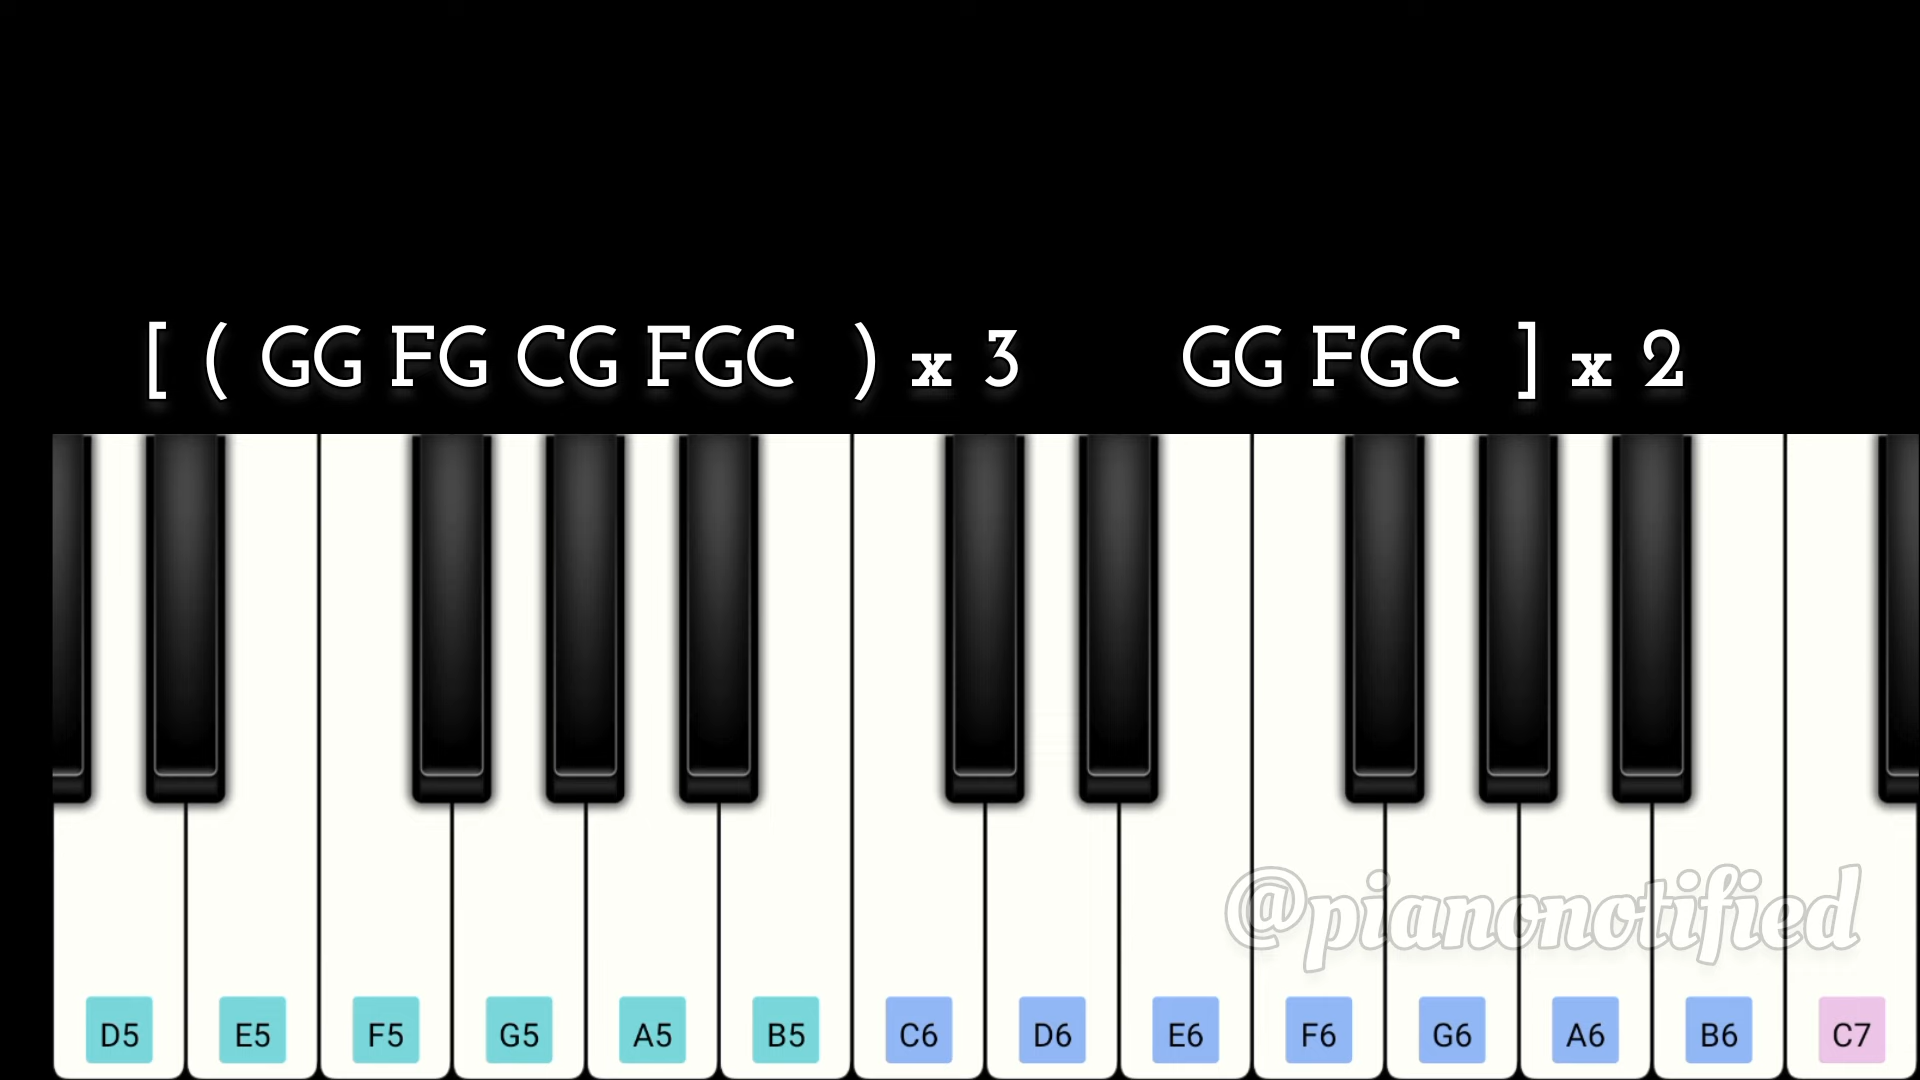 [ ( GG FG CG FGC ) x 3 GG FGC ] x 2
@pianonotified
D5 E5 F5 G5 A5 B5 C6 D6 E6 F6 G6 A6 B6 C7